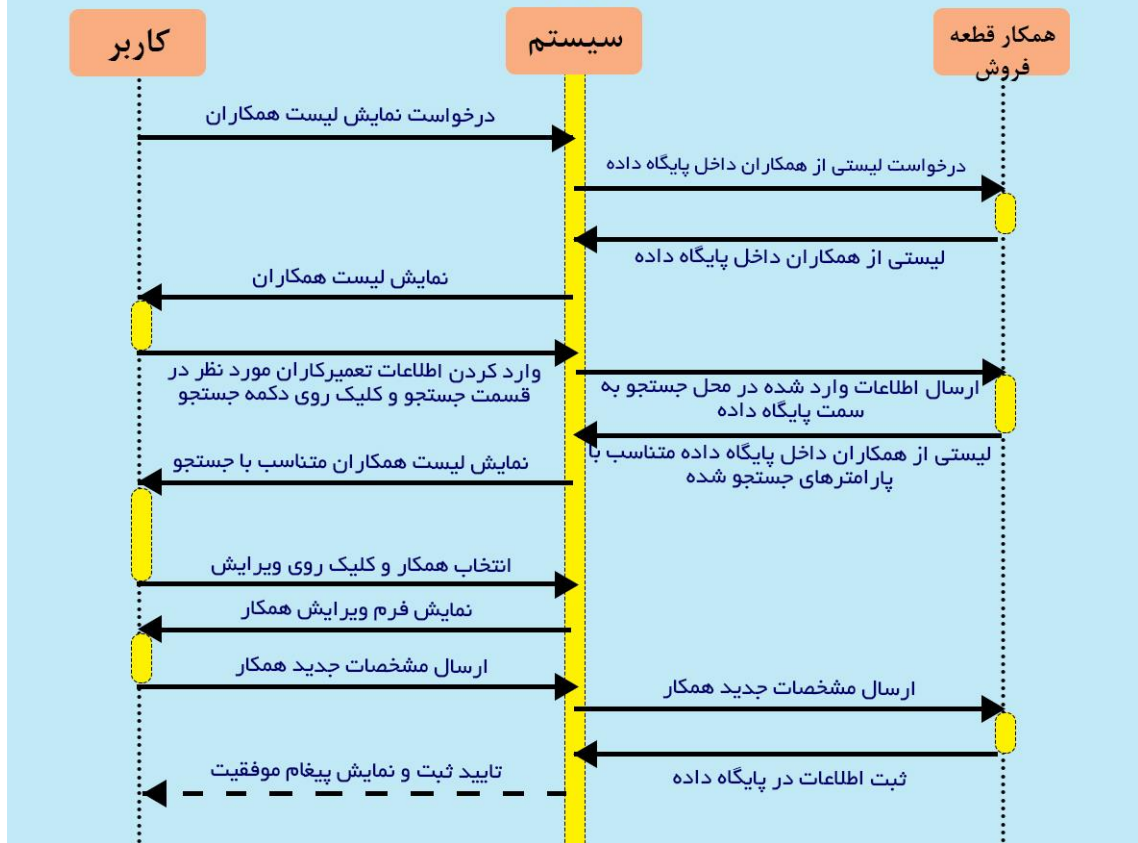 کاربر
سیستم
همکار قطعه
فروش
درخواست نمایش لیست همکاران
درخواست لیستی از همکاران داخل پایگاه داده
لیستی از همکاران داخل پایگاه داده
نمایش لیست همکاران
وارد کردن اطلاعات تعمیرکاران مورد نظر در
قسمت جستجو و کلیک روی دکمه جستجو
ارسال اطلاعات وارد شده در محل جستجو به
سمت پایگاه داده
لیستی از همکاران داخل پایگاه داده متناسب با
پارامترهای جستجو شده
نمایش لیست همکاران متناسب با جستجو
انتخاب همکار و کلیک روی ویرایش
نمایش فرم ویرایش همکار
ارسال مشخصات جدید همکار
ارسال مشخصات جدید همکار
ثبت اطلاعات در پایگاه داده
تایید ثبت و نمایش پیغام موفقیت